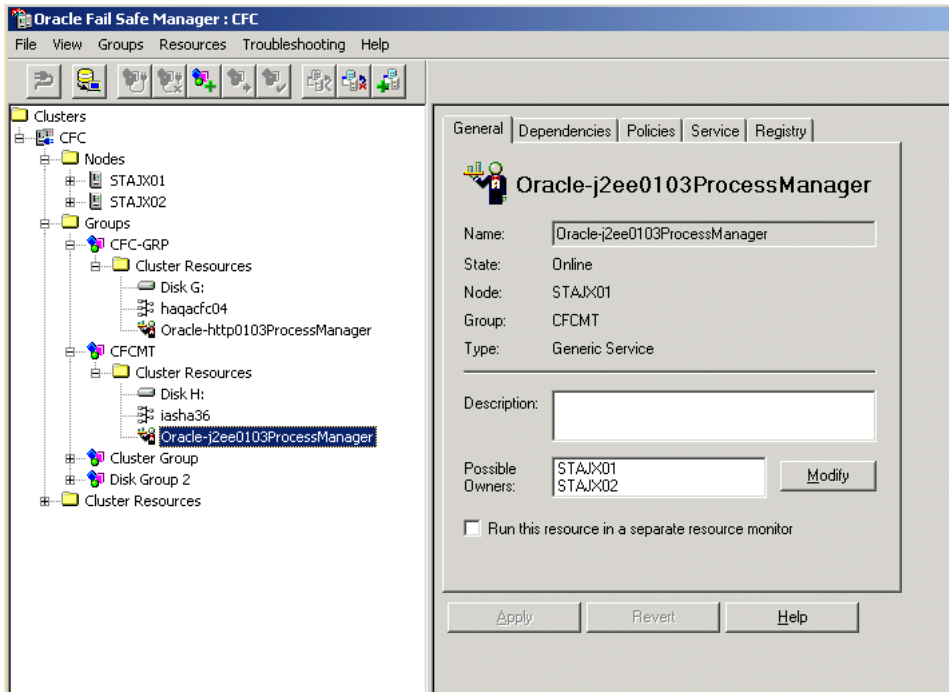 Oracle Fail Safe Manager : CFC
File View Groups Resources Troubleshooting Help
Clusters
CFC
Nodes
STAJX01
STAJX02
Groups
CFC-GRP
Cluster Resources
Disk G:
haqacfc04
Oracle-http0103ProcessManager
CFCMT
Cluster Resources
Disk H:
iasha36
Oracle-j2ee0103ProcessManager
Cluster Group
Disk Group 2
Cluster Resources
General Dependencies Policies Service Registry
Oracle-j2ee0103ProcessManager
Name: Oracle-j2ee0103ProcessManager
State: Online
Node: STAJX01
Group: CFCMT
Type: Generic Service
Description:
Possible Owners:
STAJX01
STAJX02
Modify
Run this resource in a separate resource monitor
Apply Revert Help